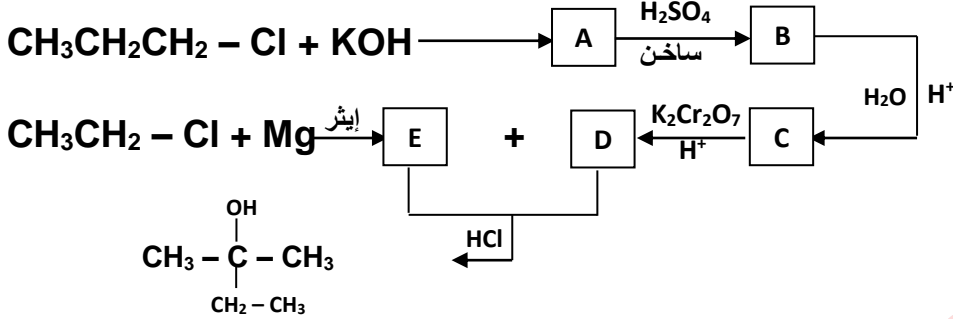 CH3CH2CH2 – Cl + KOH A H2SO4 ساخن B
H2O H+
CH3CH2 – Cl + Mg إيثر E + D K2Cr2O7 H+ C
HCl
OH
CH3 – C – CH3
CH2 – CH3